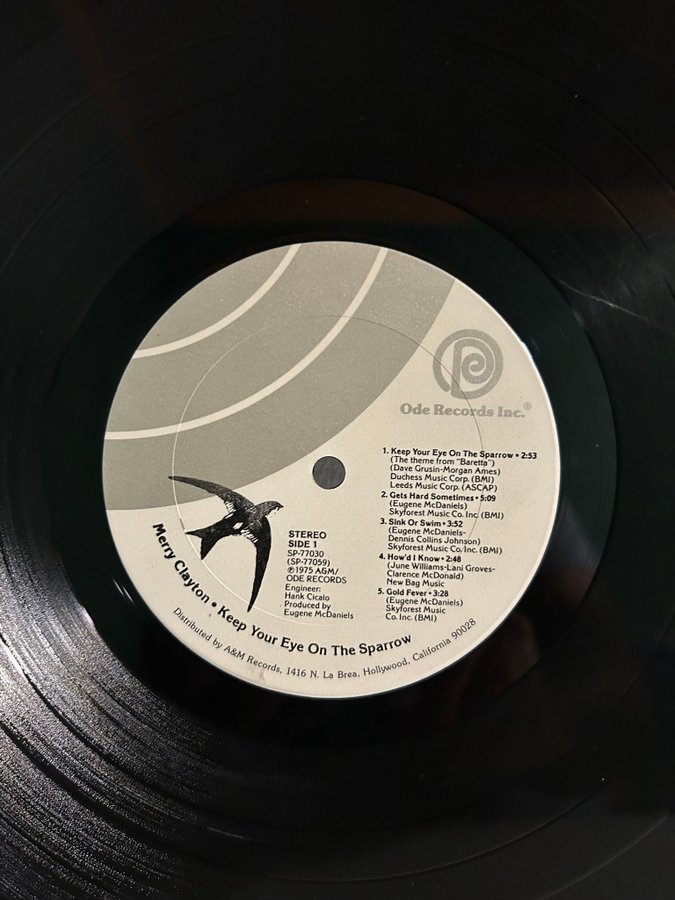 Ode Records Inc.®
1. Keep Your Eye On The Sparrow • 2:53
(The theme from "Baretta")
(Dave Grusin-Morgan Ames)
Duchess Music Corp. (BMI)
Leeds Music Corp. (ASCAP)
2. Gets Hard Sometimes • 5:09
(Eugene McDaniels)
Skyforest Music Co. Inc. (BMI)
3. Sink Or Swim • 3:52
(Eugene McDaniels-
Dennis Collins Johnson)
Skyforest Music Co. Inc. (BMI)
4. How'd I Know • 2:48
(June Williams-Lani Groves-
Clarence McDonald)
New Bag Music
5. Gold Fever • 3:28
(Eugene McDaniels)
Skyforest Music
Co. Inc. (BMI)
STEREO
SIDE 1
SP-77030
(SP-77059)
℗1975 AGM/
ODE RECORDS
Engineer:
Hank Cicalo
Produced by
Eugene McDaniels
Merry Clayton • Keep Your Eye On The Sparrow
Distributed by A&M Records, 1416 N. La Brea, Hollywood, California 90028